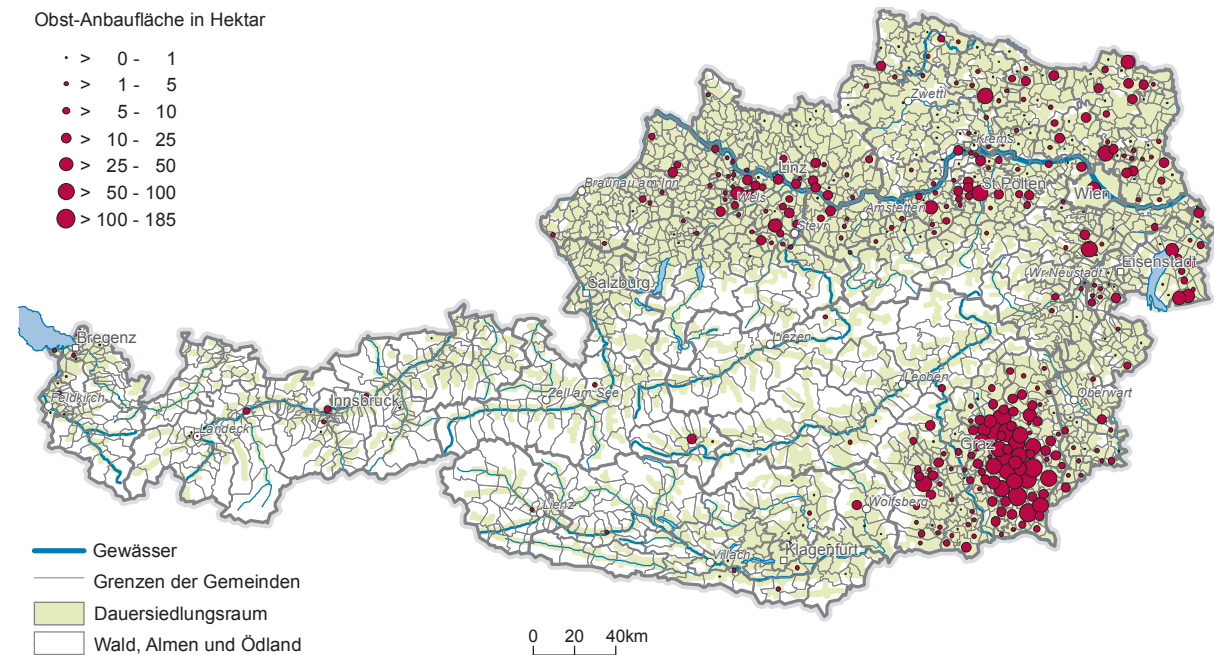 Obst-Anbaufläche in Hektar
> 0 - 1
> 1 - 5
> 5 - 10
> 10 - 25
> 25 - 50
> 50 - 100
> 100 - 185
Zwettl
Krems
Linz
Braunau am Inn
Wels
St.Pölten
Wien
Amstetten
Steyr
Eisenstadt
Wr.Neustadt
Salzburg
Bregenz
Liezen
Leoben
Feldkirch
Innsbruck
Zell am See
Oberwart
Landeck
Graz
Wolfsberg
Lienz
Villach
Klagenfurt
Gewässer
Grenzen der Gemeinden
Dauersiedlungsraum
Wald, Almen und Ödland
0 20 40km